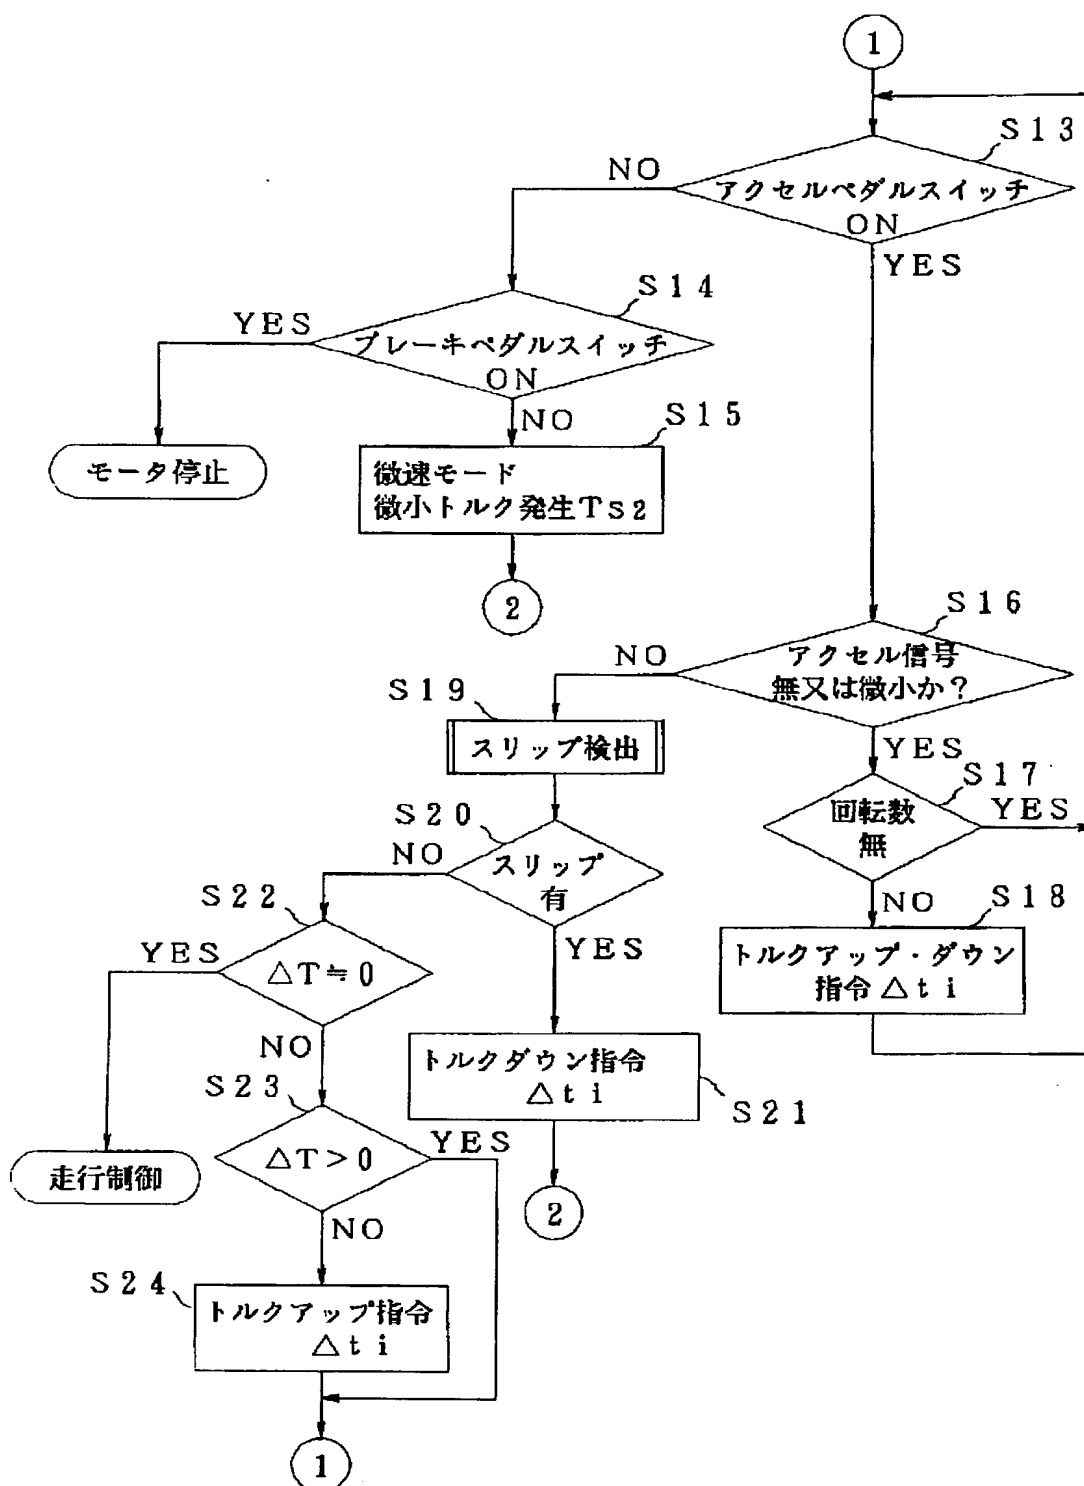 1
S13
NO
アクセルペダルスイッチ
ON
YES
S14
YES
ブレーキペダルスイッチ
ON
NO
S15
モータ停止
微速モード
微小トルク発生TS2
2
S16
NO
アクセル信号
無又は微小か?
S19
スリップ検出
YES
S17
YES
回転数
無
S20
NO
スリップ
有
NO
S18
S22
YES
YES
トルクアップ・ダウン
指令△ti
△T≒0
NO
トルクダウン指令
△ti
S21
S23
YES
△T>0
走行制御
2
NO
S24
トルクアップ指令
△ti
1